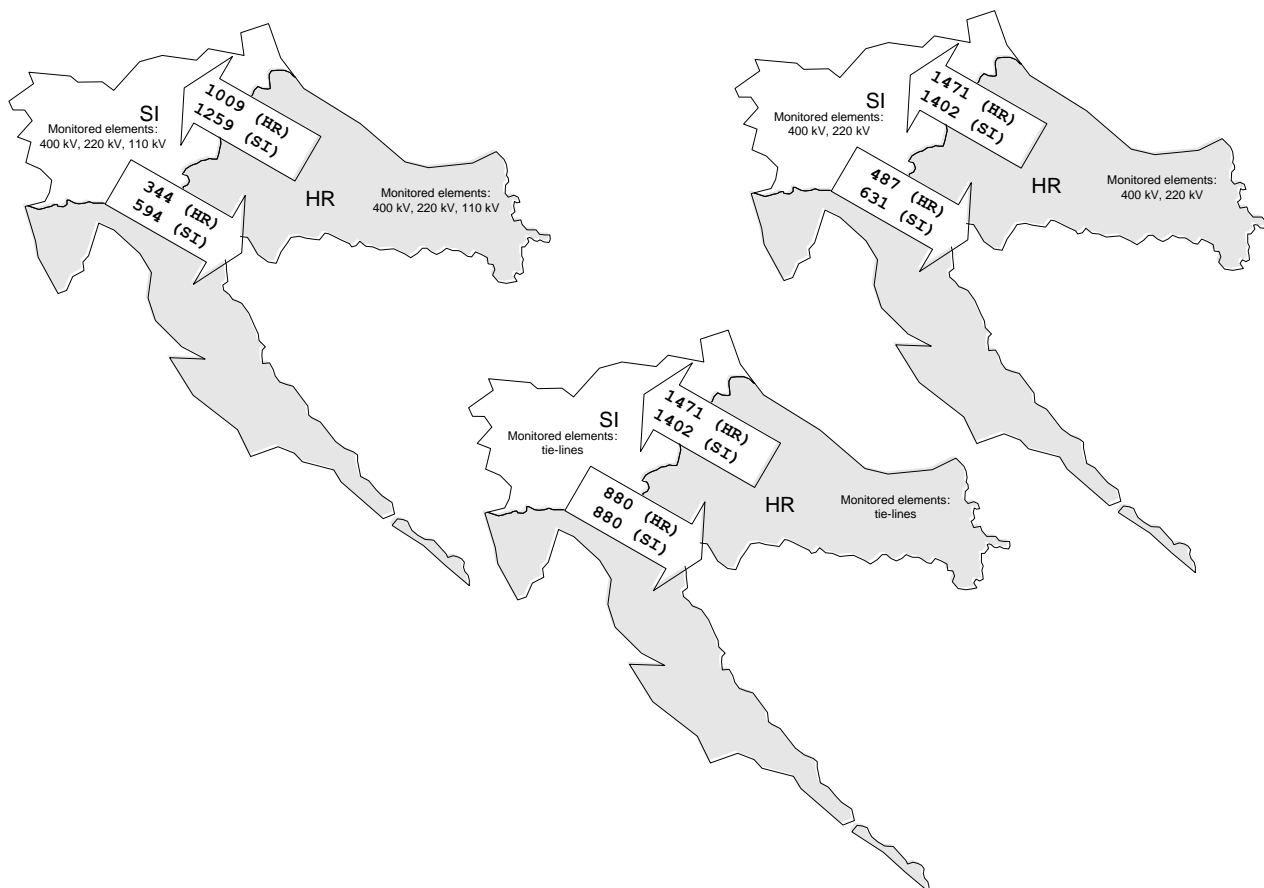 SI
Monitored elements:
400 kV, 220 kV, 110 kV
1009 (HR)
1259 (SI)
344 (HR)
594 (SI)
HR
Monitored elements:
400 kV, 220 kV, 110 kV
SI
Monitored elements:
400 kV, 220 kV
1471 (HR)
1402 (SI)
487 (HR)
631 (SI)
HR
Monitored elements:
400 kV, 220 kV
SI
Monitored elements:
tie-lines
1471 (HR)
1402 (SI)
880 (HR)
880 (SI)
HR
Monitored elements:
tie-lines